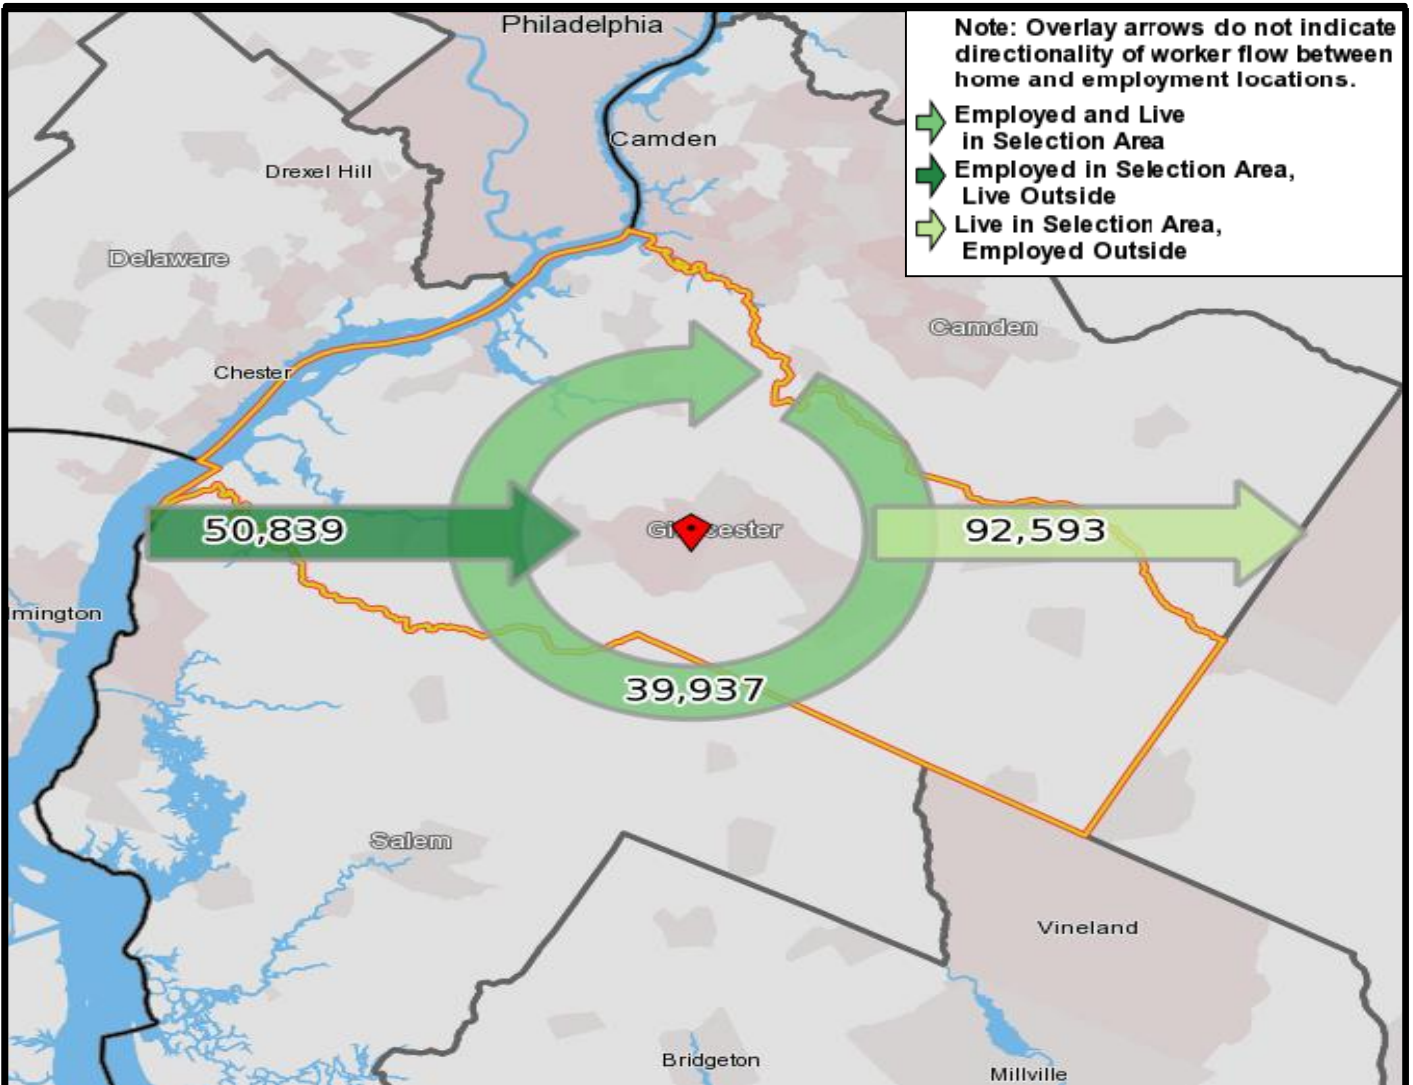 Philadelphia
Note: Overlay arrows do not indicate
directionality of worker flow between
home and employment locations.
Employed and Live
in Selection Area
Employed in Selection Area,
Live Outside
Live in Selection Area,
Employed Outside
Camden
Drexel Hill
Delaware
Camden
Chester
50,839
92,593
lmington
39,937
Salem
Vineland
Bridgeton
Millville